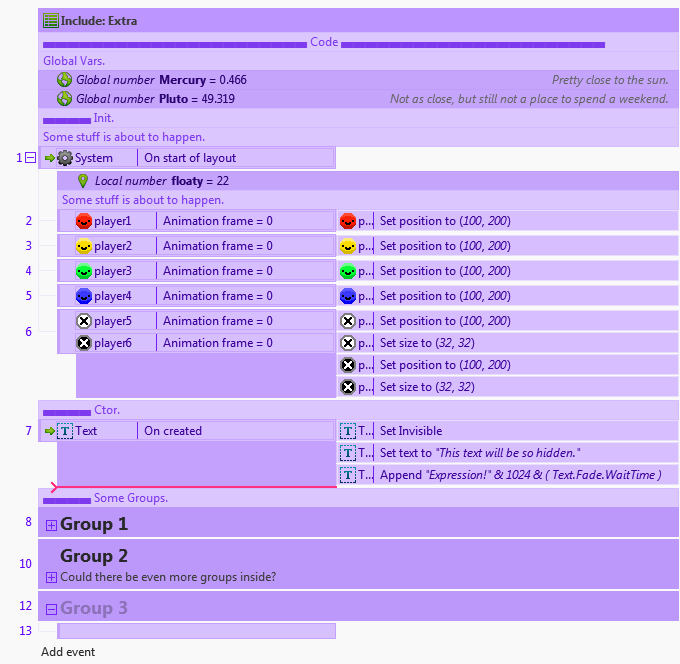 Include: Extra
Code
Global Vars.
Global number Mercury = 0.466 Pretty close to the sun.
Global number Pluto = 49.319 Not as close, but still not a place to spend a weekend.
Init.
Some stuff is about to happen.
1 System On start of layout
Local number floaty = 22
Some stuff is about to happen.
2 player1 Animation frame = 0 p... Set position to (100, 200)
3 player2 Animation frame = 0 p... Set position to (100, 200)
4 player3 Animation frame = 0 p... Set position to (100, 200)
5 player4 Animation frame = 0 p... Set position to (100, 200)
6 player5 Animation frame = 0 p... Set position to (100, 200)
player6 Animation frame = 0 p... Set size to (32, 32)
p... Set position to (100, 200)
p... Set size to (32, 32)
Ctor.
7 T Text On created T T... Set Invisible
T T... Set text to "This text will be so hidden."
T T... Append "Expression!" & 1024 & ( Text.Fade.WaitTime )
Some Groups.
8 Group 1
10 Group 2
Could there be even more groups inside?
12 Group 3
13
Add event